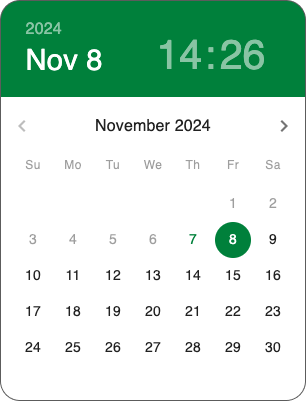 2024
Nov 8 14:26
November 2024
Su Mo Tu We Th Fr Sa
1 2
3 4 5 6 7 8 9
10 11 12 13 14 15 16
17 18 19 20 21 22 23
24 25 26 27 28 29 30